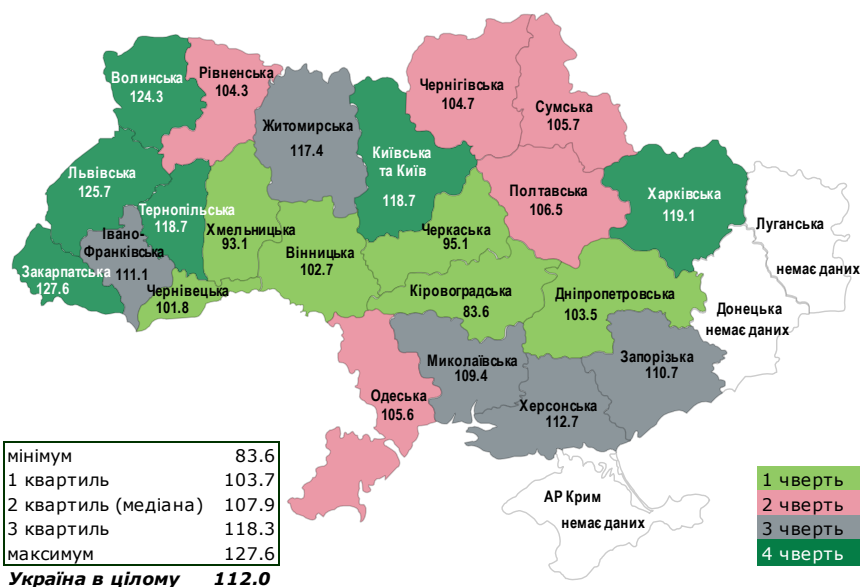 Волинська
124.3
Рівненська
104.3
Житомирська
117.4
Київська
та Київ
118.7
Чернігівська
104.7
Сумська
105.7
Львівська
125.7
Тернопільська
118.7
Хмельницька
93.1
Вінницька
102.7
Черкаська
95.1
Полтавська
106.5
Харківська
119.1
Луганська
немає даних
Івано-
Франківська
111.1
Закарпатська
127.6
Чернівецька
101.8
Кіровоградська
83.6
Дніпропетровська
103.5
Донецька
немає даних
Миколаївська
109.4
Запорізька
110.7
Одеська
105.6
Херсонська
112.7
АР Крим
немає даних
мінімум 83.6
1 квартиль 103.7
2 квартиль (медіана) 107.9
3 квартиль 118.3
максимум 127.6
Україна в цілому 112.0
1 чверть
2 чверть
3 чверть
4 чверть